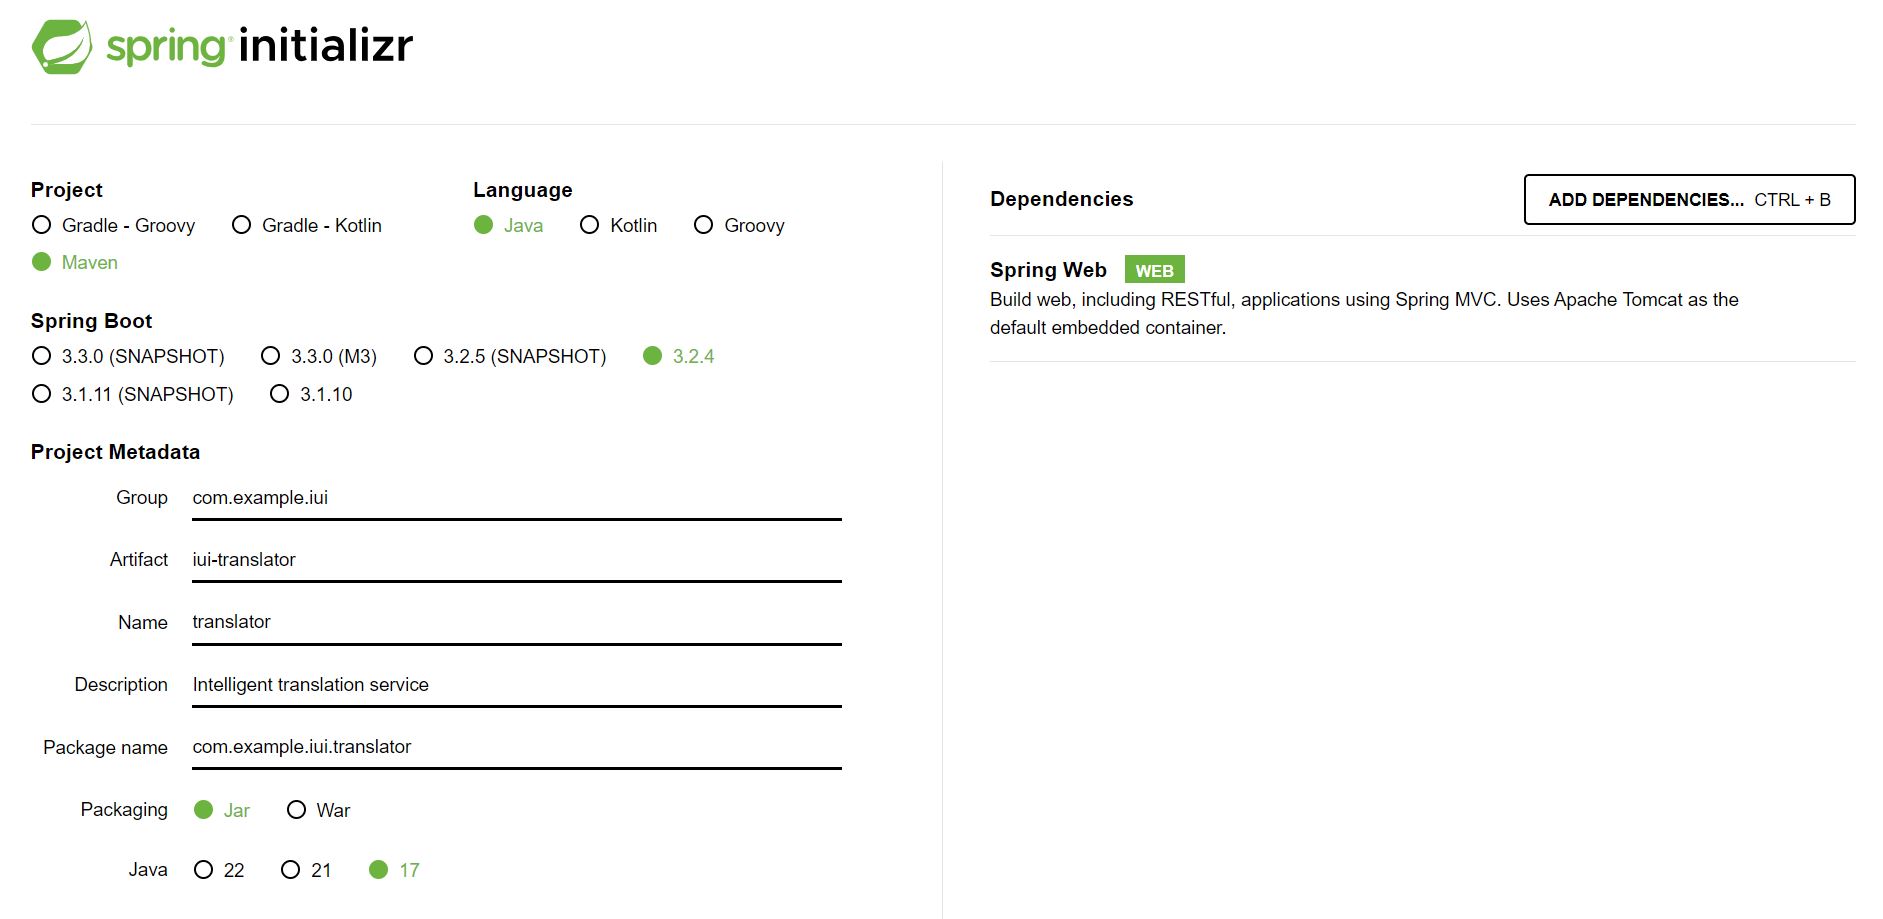 spring initializr
Project
Gradle - Groovy Gradle - Kotlin
Maven
Language
Java Kotlin Groovy
Spring Boot
3.3.0 (SNAPSHOT) 3.3.0 (M3) 3.2.5 (SNAPSHOT) 3.2.4
3.1.11 (SNAPSHOT) 3.1.10
Project Metadata
Group com.example.iui
Artifact iui-translator
Name translator
Description Intelligent translation service
Package name com.example.iui.translator
Packaging Jar War
Java 22 21 17
Dependencies ADD DEPENDENCIES... CTRL + B
Spring Web WEB
Build web, including RESTful, applications using Spring MVC. Uses Apache Tomcat as the
default embedded container.